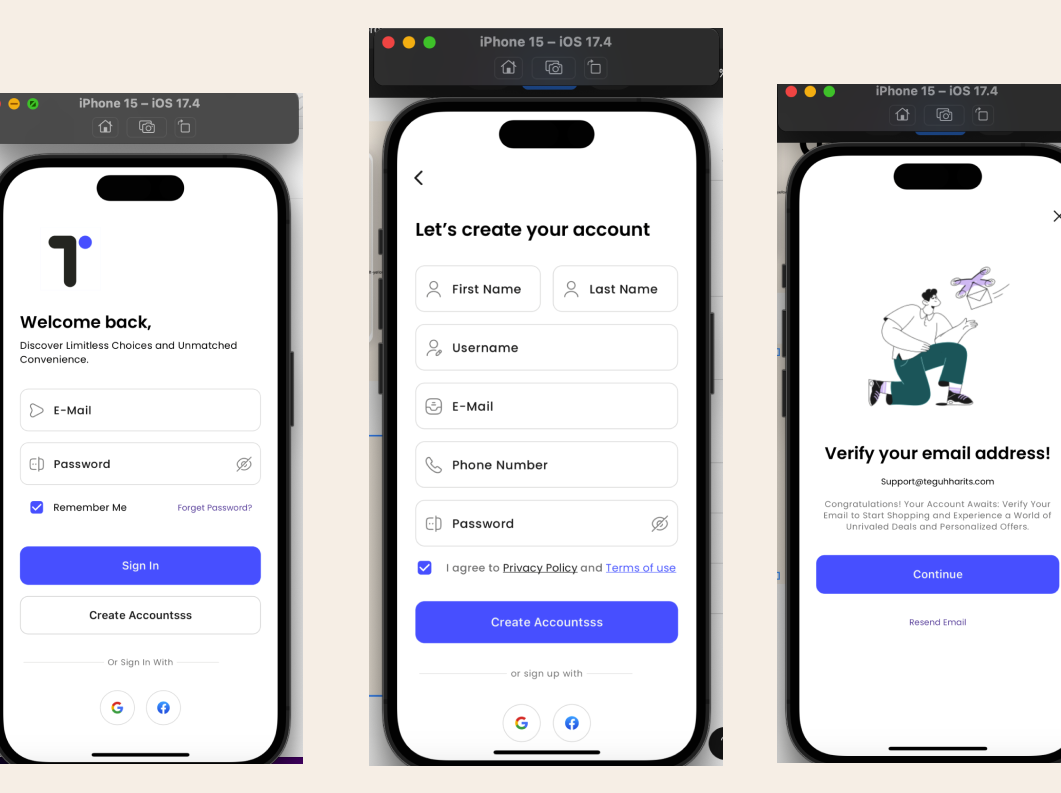 iPhone 15 – iOS 17.4
Welcome back,
Discover Limitless Choices and Unmatched
Convenience.
E-Mail
Password
Remember Me
Forget Password?
Sign In
Create Accountsss
Or Sign In With
iPhone 15 – iOS 17.4
Let's create your account
First Name
Last Name
Username
E-Mail
Phone Number
Password
I agree to Privacy Policy and Terms of use
Create Accountsss
or sign up with
iPhone 15 – iOS 17.4
Verify your email address!
Support@teguhharits.com
Congratulations! Your Account Awaits: Verify Your
Email to Start Shopping and Experience a World of
Unrivaled Deals and Personalized Offers.
Continue
Resend Email